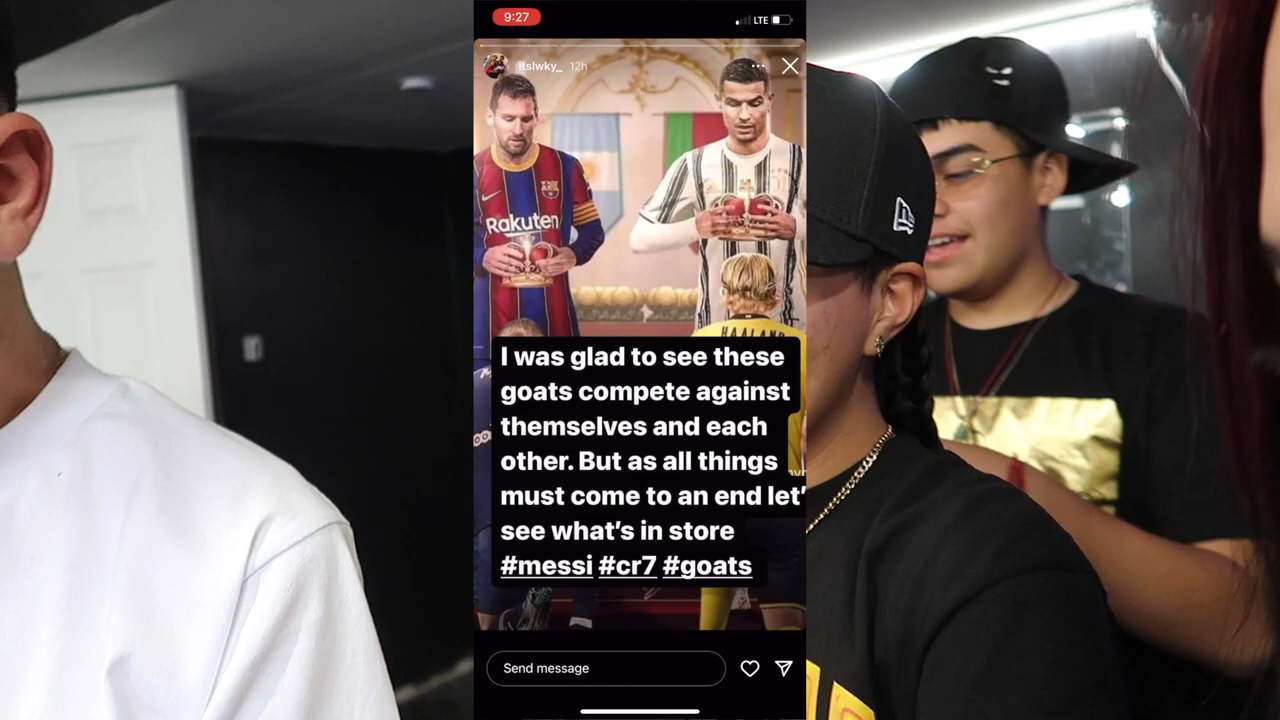 9:27
LTE
itslwky_ 12h
Rakuten
HAALAND
I was glad to see these
goats compete against
themselves and each
other. But as all things
must come to an end let'
see what's in store
#messi #cr7 #goats
Send message